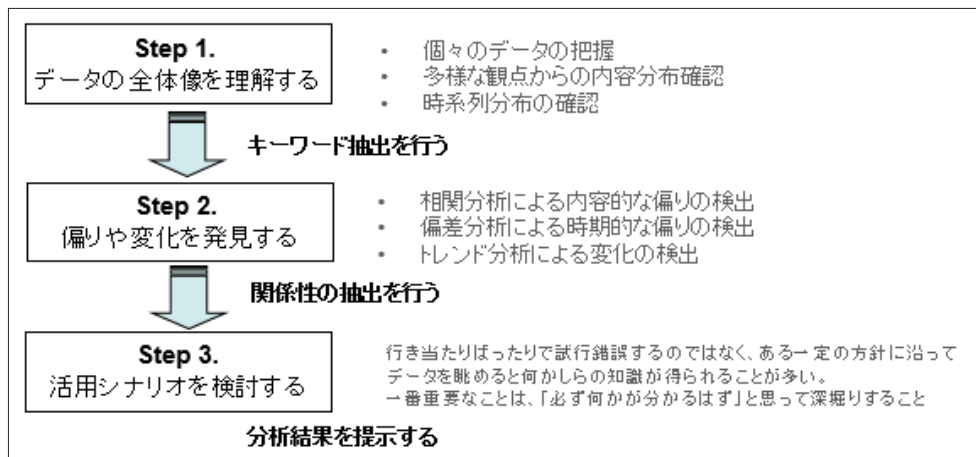 Step 1.
データの全体像を理解する
• 個々のデータの把握
• 多様な観点からの内容分布確認
• 時系列分布の確認
キーワード抽出を行う
Step 2.
偏りや変化を発見する
• 相関分析による内容的な偏りの検出
• 偏差分析による時期的な偏りの検出
• トレンド分析による変化の検出
関係性の抽出を行う
Step 3.
活用シナリオを検討する
行き当たりばったりで試行錯誤するのではなく、ある一定の方針に沿って
データを眺めると何かしらの知識が得られることが多い。
一番重要なことは、「必ず何かが分かるはず」と思って深堀りすること
分析結果を提示する